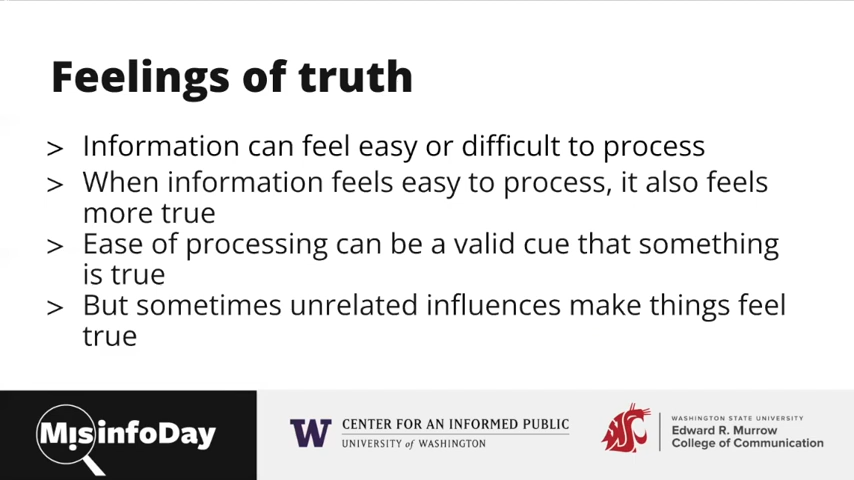 Feelings of truth
> Information can feel easy or difficult to process
> When information feels easy to process, it also feels
more true
> Ease of processing can be a valid cue that something
is true
> But sometimes unrelated influences make things feel
true
MisinfoDay
W
CENTER FOR AN INFORMED PUBLIC
UNIVERSITY of WASHINGTON
WASHINGTON STATE UNIVERSITY
Edward R. Murrow
College of Communication